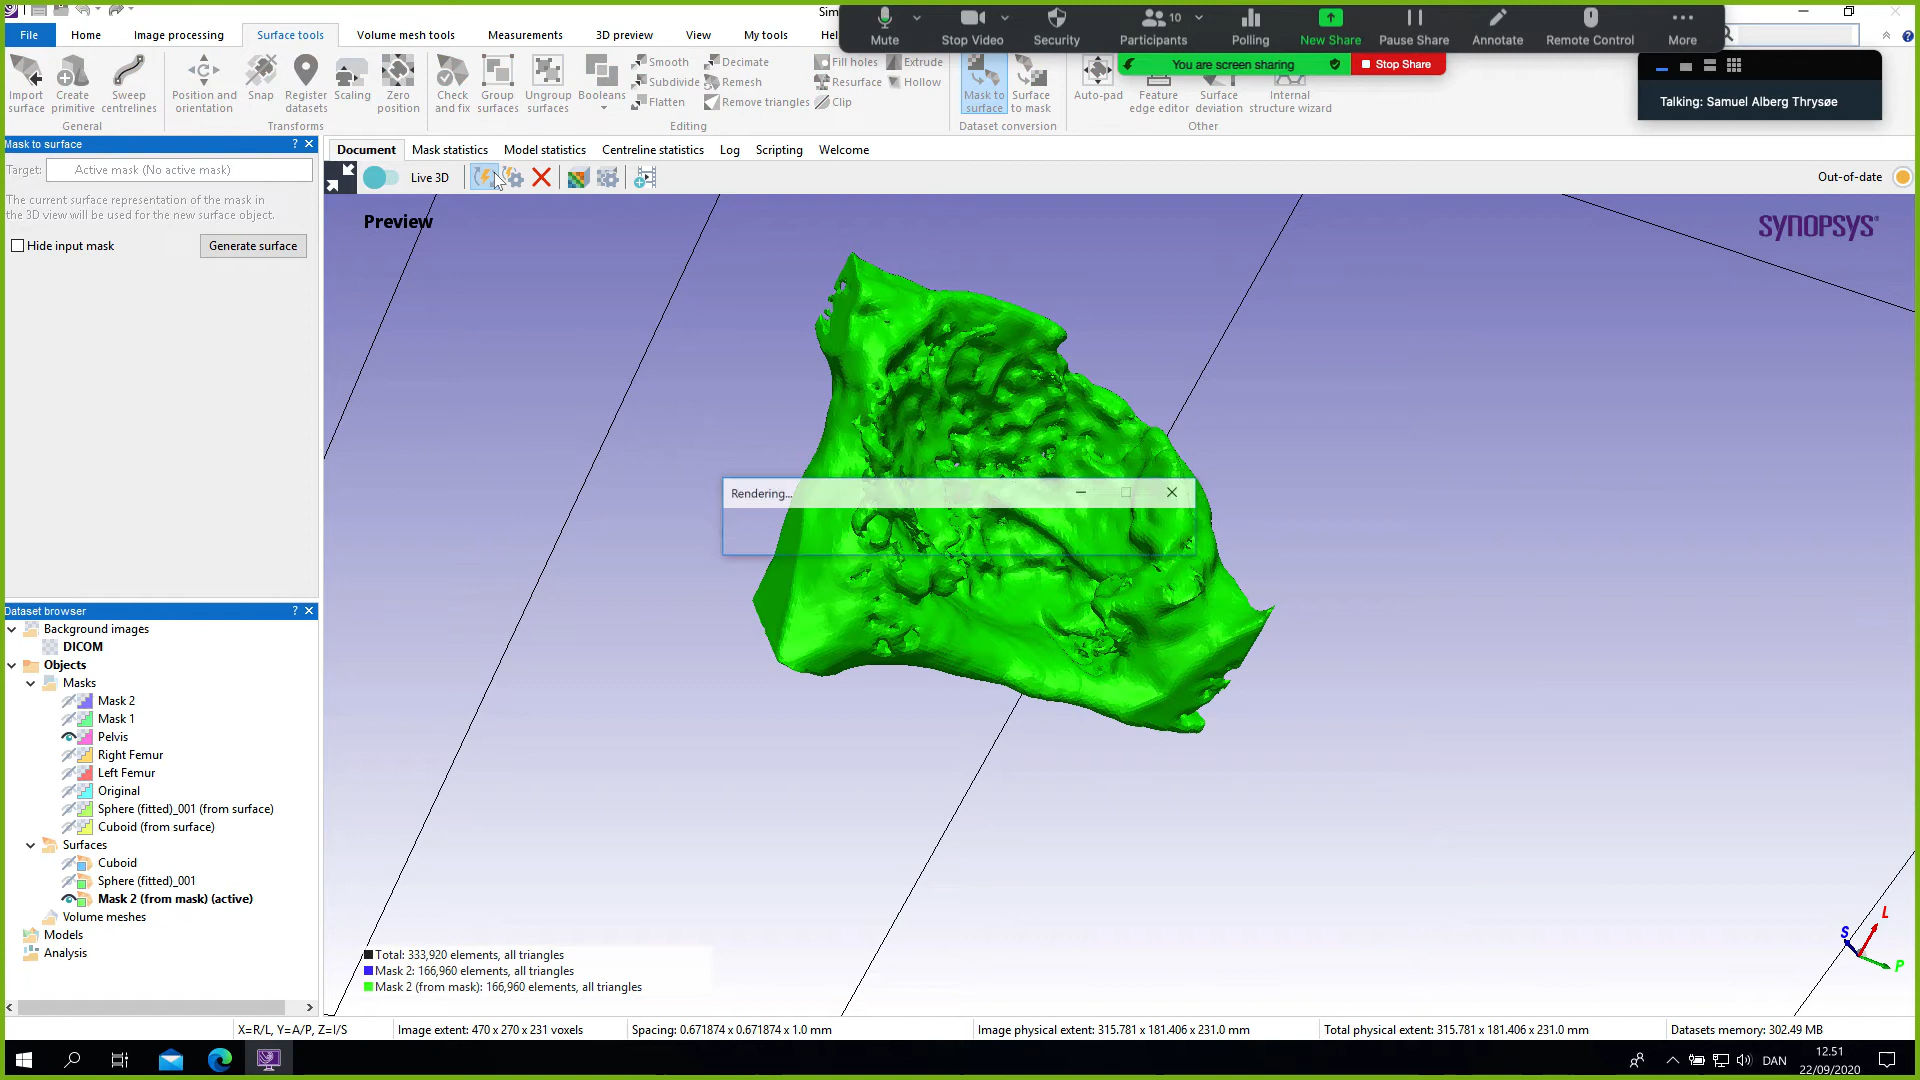 Sim
File
Home
Image processing
Surface tools
Volume mesh tools
Measurements
3D preview
View
My tools
Mute
Stop Video
Security
10
Participants
Polling
New Share
Pause Share
Annotate
Remote Control
More
You are screen sharing
Stop Share
Talking: Samuel Alberg Thrysøe
Import surface
Create primitive
Sweep centrelines
General
Position and orientation
Snap
Register datasets
Scaling
Zero position
Transforms
Check and fix
Group surfaces
Ungroup surfaces
Booleans
Smooth
Subdivide
Flatten
Decimate
Remesh
Remove triangles
Fill holes
Resurface
Clip
Extrude
Hollow
Editing
Mask to surface
Surface to mask
Dataset conversion
Auto-pad
Feature edge editor
Surface deviation
Internal structure wizard
Other
Mask to surface
Target: Active mask (No active mask)
The current surface representation of the mask in
the 3D view will be used for the new surface object.
Hide input mask
Generate surface
Document
Mask statistics
Model statistics
Centreline statistics
Log
Scripting
Welcome
Live 3D
Out-of-date
Preview
SYNOPSYS
Rendering...
Dataset browser
Background images
DICOM
Objects
Masks
Mask 2
Mask 1
Pelvis
Right Femur
Left Femur
Original
Sphere (fitted)_001 (from surface)
Cuboid (from surface)
Surfaces
Cuboid
Sphere (fitted)_001
Mask 2 (from mask) (active)
Volume meshes
Models
Analysis
Total: 333,920 elements, all triangles
Mask 2: 166,960 elements, all triangles
Mask 2 (from mask): 166,960 elements, all triangles
L
S
P
X=R/L, Y=A/P, Z=I/S
Image extent: 470 x 270 x 231 voxels
Spacing: 0.671874 x 0.671874 x 1.0 mm
Image physical extent: 315.781 x 181.406 x 231.0 mm
Total physical extent: 315.781 x 181.406 x 231.0 mm
Datasets memory: 302.49 MB
DAN
12.51
22/09/2020